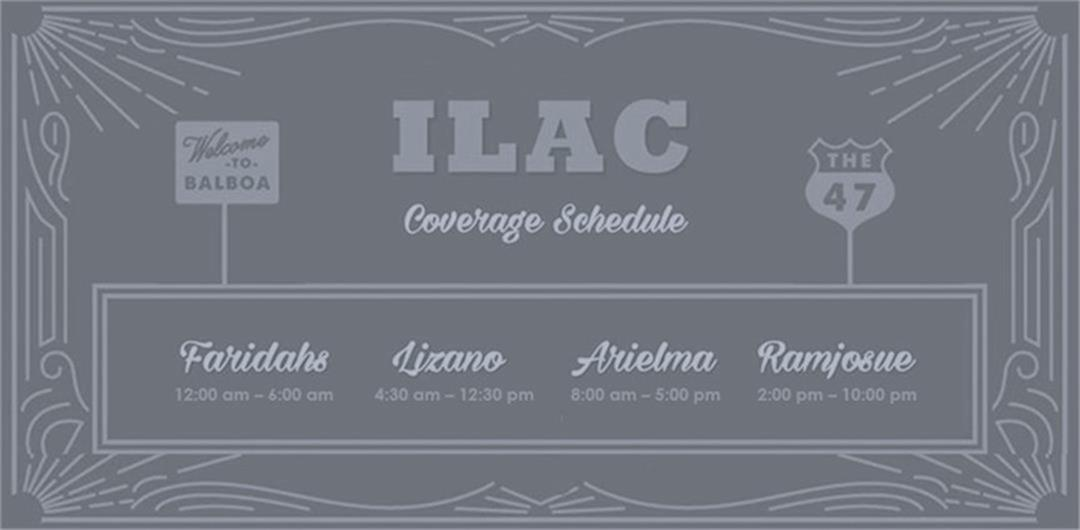 Welcome
-TO-
BALBOA
ILAC
Coverage Schedule
THE
47
Faridahs
12:00 am – 6:00 am
Lizano
4:30 am – 12:30 pm
Arielma
8:00 am – 5:00 pm
Ramjosue
2:00 pm – 10:00 pm